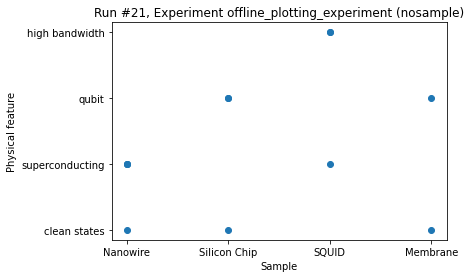 Run #21, Experiment offline_plotting_experiment (nosample)
high bandwidth
qubit
superconducting
clean states
Physical feature
Nanowire
Silicon Chip
SQUID
Membrane
Sample